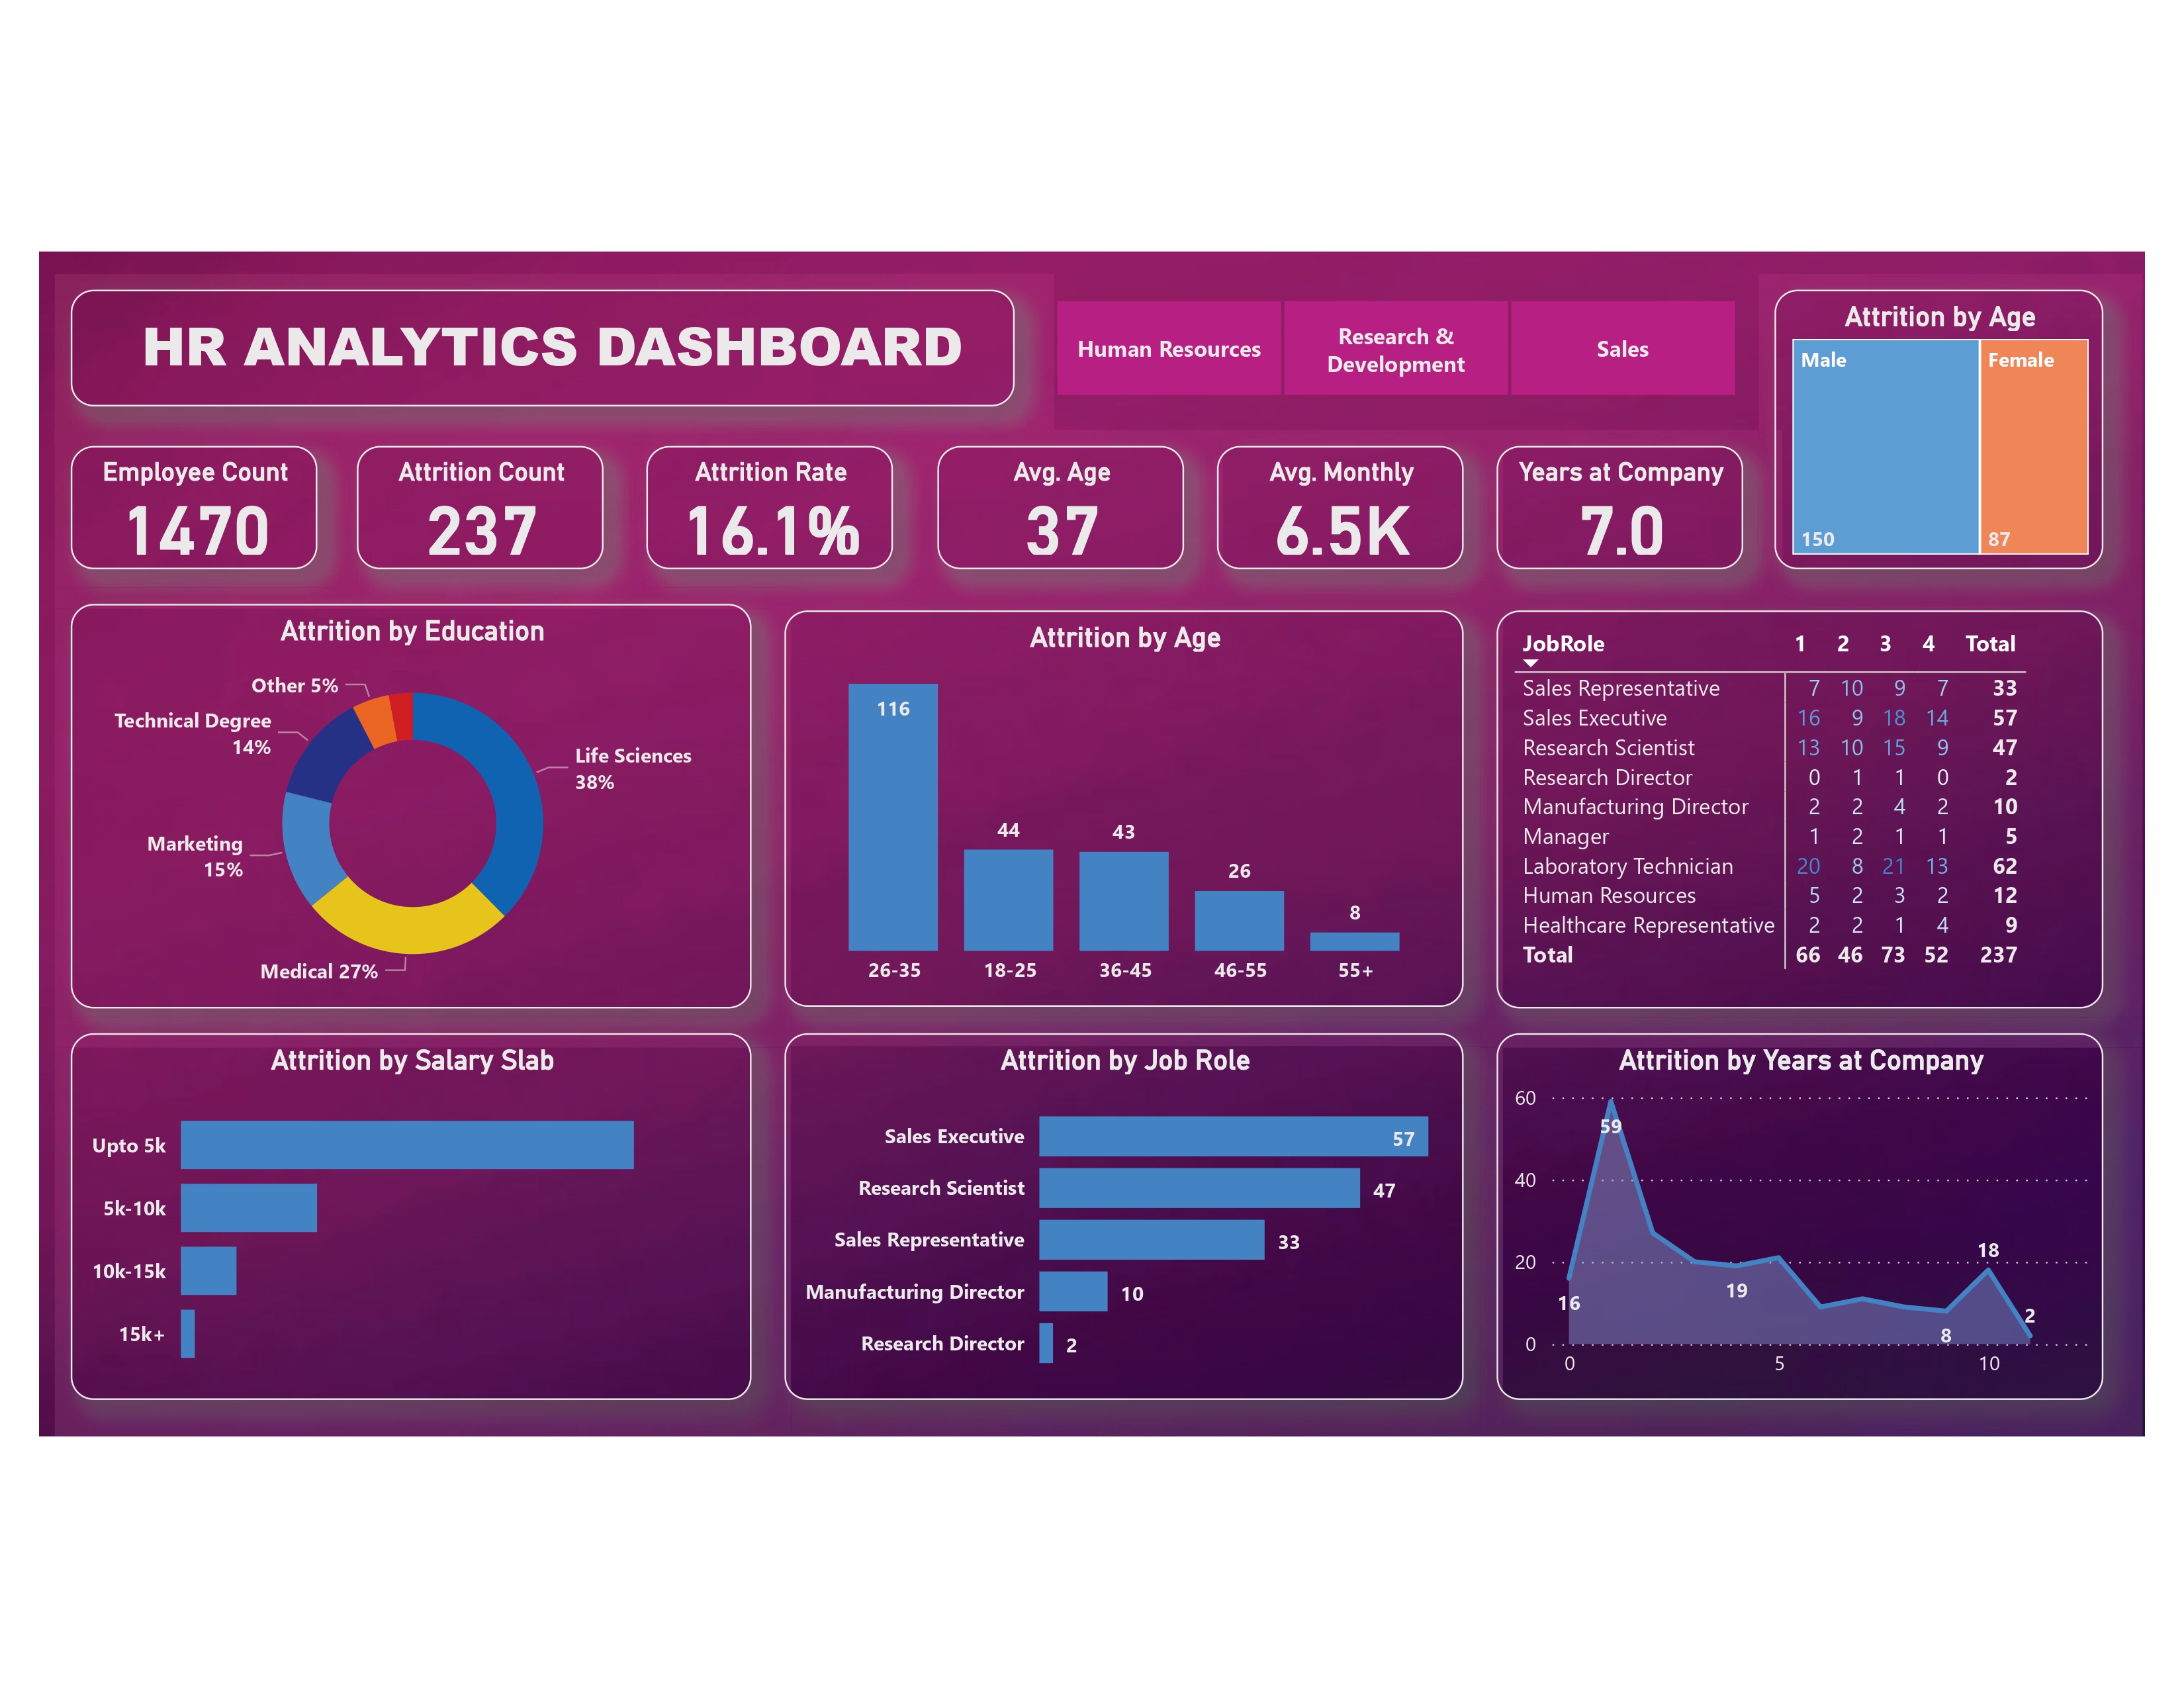 HR ANALYTICS DASHBOARD
Human Resources
Research &
Development
Sales
Attrition by Age
Male
Female
150
87
Employee Count
1470
Attrition Count
237
Attrition Rate
16.1%
Avg. Age
37
Avg. Monthly
6.5K
Years at Company
7.0
Attrition by Education
Other 5%
Technical Degree
14%
Life Sciences
38%
Marketing
15%
Medical 27%
Attrition by Age
116
44
43
26
8
26-35 18-25 36-45 46-55 55+
JobRole 1 2 3 4 Total
Sales Representative 7 10 9 7 33
Sales Executive 16 9 18 14 57
Research Scientist 13 10 15 9 47
Research Director 0 1 1 0 2
Manufacturing Director 2 2 4 2 10
Manager 1 2 1 1 5
Laboratory Technician 20 8 21 13 62
Human Resources 5 2 3 2 12
Healthcare Representative 2 2 1 4 9
Total 66 46 73 52 237
Attrition by Salary Slab
Upto 5k
5k-10k
10k-15k
15k+
Attrition by Job Role
Sales Executive 57
Research Scientist 47
Sales Representative 33
Manufacturing Director 10
Research Director 2
Attrition by Years at Company
60
59
40
18
20
19
16
2
8
0
0 5 10